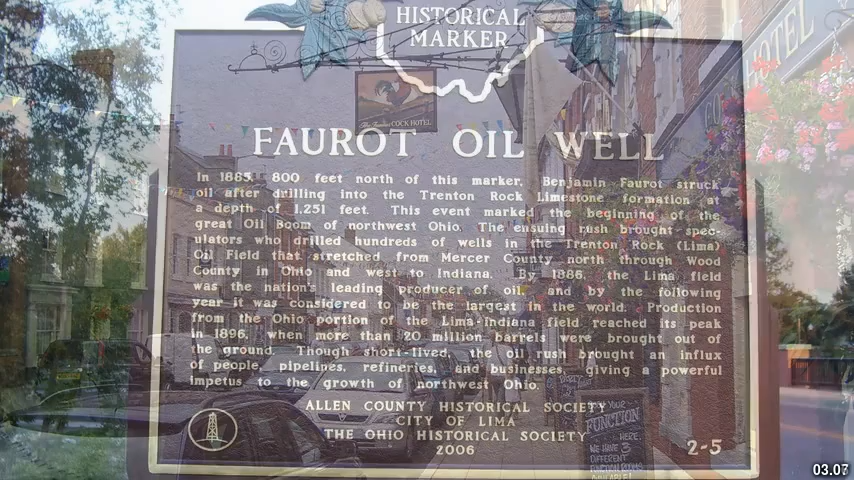 HISTORICAL
MARKER
HOTEL
COCK HOTEL
FAUROT OIL WELL
In 1885, 800 feet north of this marker, Benjamin Faurot struck
oil after drilling into the Trenton Rock Limestone formation at
a depth of 1,251 feet. This event marked the beginning of the
great Oil Boom of northwest Ohio. The ensuing rush brought spec-
ulators who drilled hundreds of wells in the Trenton Rock (Lima)
Oil Field that stretched from Mercer County north through Wood
County in Ohio and west to Indiana. By 1886, the Lima field
was the nation's leading producer of oil, and by the following
year it was considered to be the largest in the world. Production
from the Ohio portion of the Lima-Indiana field reached its peak
in 1896, when more than 20 million barrels were brought out of
the ground. Though short-lived, the oil rush brought an influx
of people, pipelines, refineries, and businesses, giving a powerful
impetus to the growth of northwest Ohio.
ALLEN COUNTY HISTORICAL SOCIETY
CITY OF LIMA
THE OHIO HISTORICAL SOCIETY
2006
2-5
YOUR
FUNCTION
HERE.
WE HAVE 3
DIFFERENT
FUNCTION ROOMS
AVAILABLE!
03.07